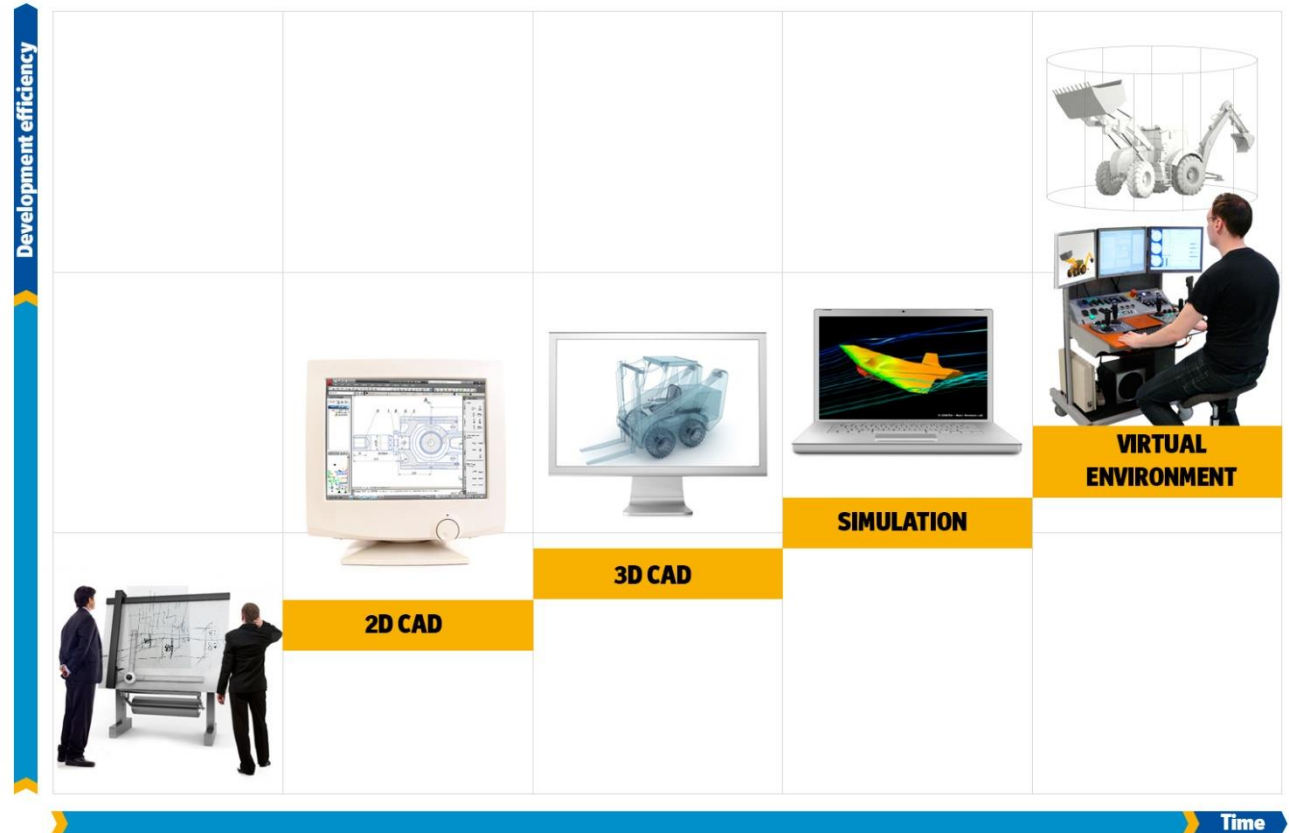 Development efficiency
VIRTUAL
ENVIRONMENT
SIMULATION
3D CAD
2D CAD
Time